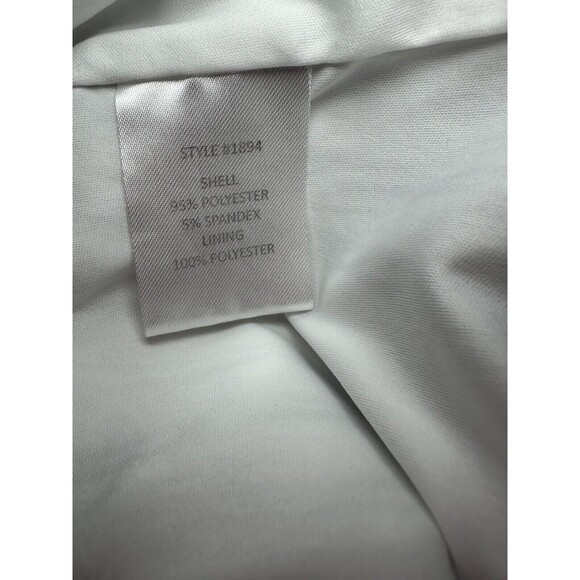 STYLE #1894
SHELL
95% POLYESTER
5% SPANDEX
LINING
100% POLYESTER